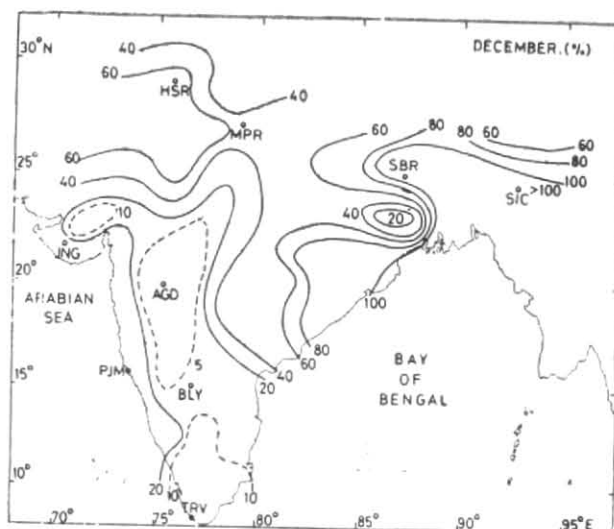 30°N
DECEMBER. (%)
40
60
HSR
40
MPR
60
80
80
60
80
100
25°
60
40
SBR
S/C >100
10
40
20
JNG
20°
AGD
100
ARABIAN SEA
5
80
60
40
20
BAY OF BENGAL
PJM
15°
BLY
10°
20
10
10
TRV
70°
75°
80°
85°
90°
95°E